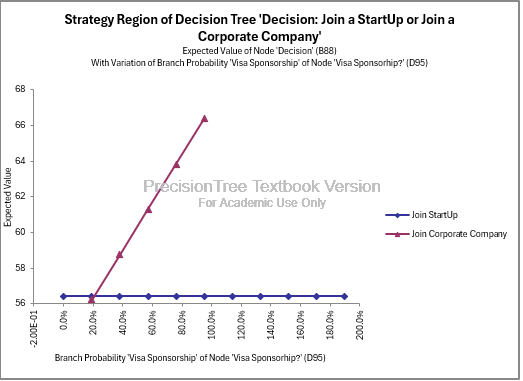 Strategy Region of Decision Tree 'Decision: Join a StartUp or Join a
Corporate Company'
Expected Value of Node 'Decision' (B88)
With Variation of Branch Probability 'Visa Sponsorship' of Node 'Visa Sponsorhip?' (D95)
68
66
64
62
60
58
56
Expected Value
PrecisionTree Textbook Version
For Academic Use Only
Join StartUp
Join Corporate Company
-2.00E-01
0.0%
20.0%
40.0%
60.0%
80.0%
100.0%
120.0%
140.0%
160.0%
180.0%
200.0%
Branch Probability 'Visa Sponsorship' of Node 'Visa Sponsorhip?' (D95)